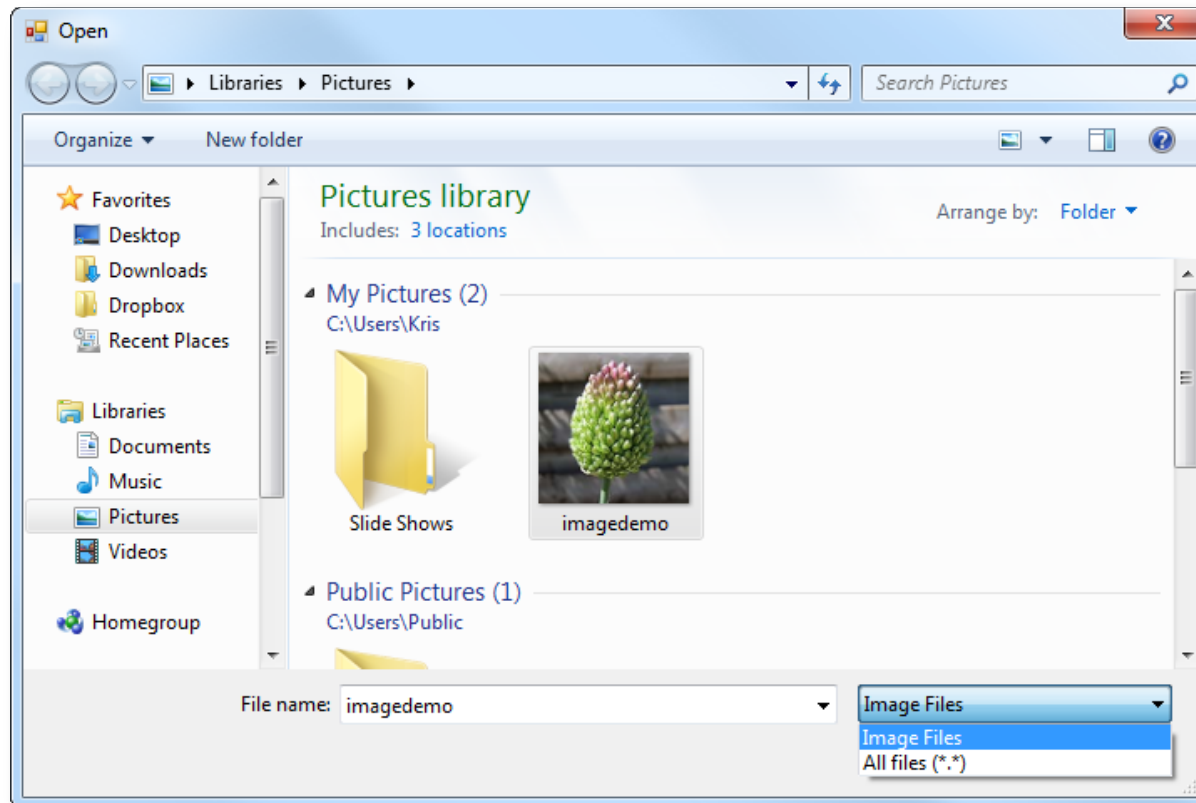 Open
Libraries Pictures
Search Pictures
Organize New folder
Favorites
Desktop
Downloads
Dropbox
Recent Places
Libraries
Documents
Music
Pictures
Videos
Homegroup
Pictures library
Includes: 3 locations
Arrange by: Folder
My Pictures (2)
C:\Users\Kris
Slide Shows imagedemo
Public Pictures (1)
C:\Users\Public
File name: imagedemo
Image Files
Image Files
All files (*.*)